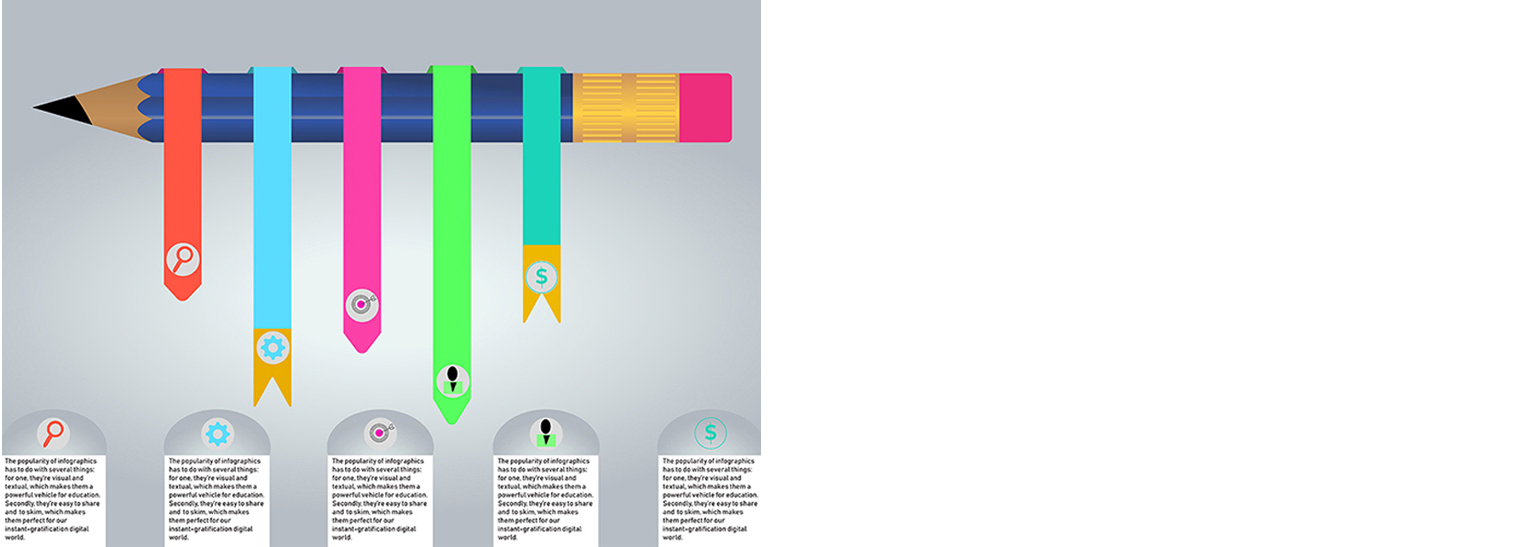 $
$
The popularity of infographics
has to do with several things:
for one, they're visual and
textual, which makes them a
powerful vehicle for education.
Secondly, they're easy to share
and to skim, which makes
them perfect for our
instant-gratification digital
world.
The popularity of infographics
has to do with several things:
for one, they're visual and
textual, which makes them a
powerful vehicle for education.
Secondly, they're easy to share
and to skim, which makes
them perfect for our
instant-gratification digital
world.
The popularity of infographics
has to do with several things:
for one, they're visual and
textual, which makes them a
powerful vehicle for education.
Secondly, they're easy to share
and to skim, which makes
them perfect for our
instant-gratification digital
world.
The popularity of infographics
has to do with several things:
for one, they're visual and
textual, which makes them a
powerful vehicle for education.
Secondly, they're easy to share
and to skim, which makes
them perfect for our
instant-gratification digital
world.
The popularity of infographics
has to do with several things:
for one, they're visual and
textual, which makes them a
powerful vehicle for education.
Secondly, they're easy to share
and to skim, which makes
them perfect for our
instant-gratification digital
world.